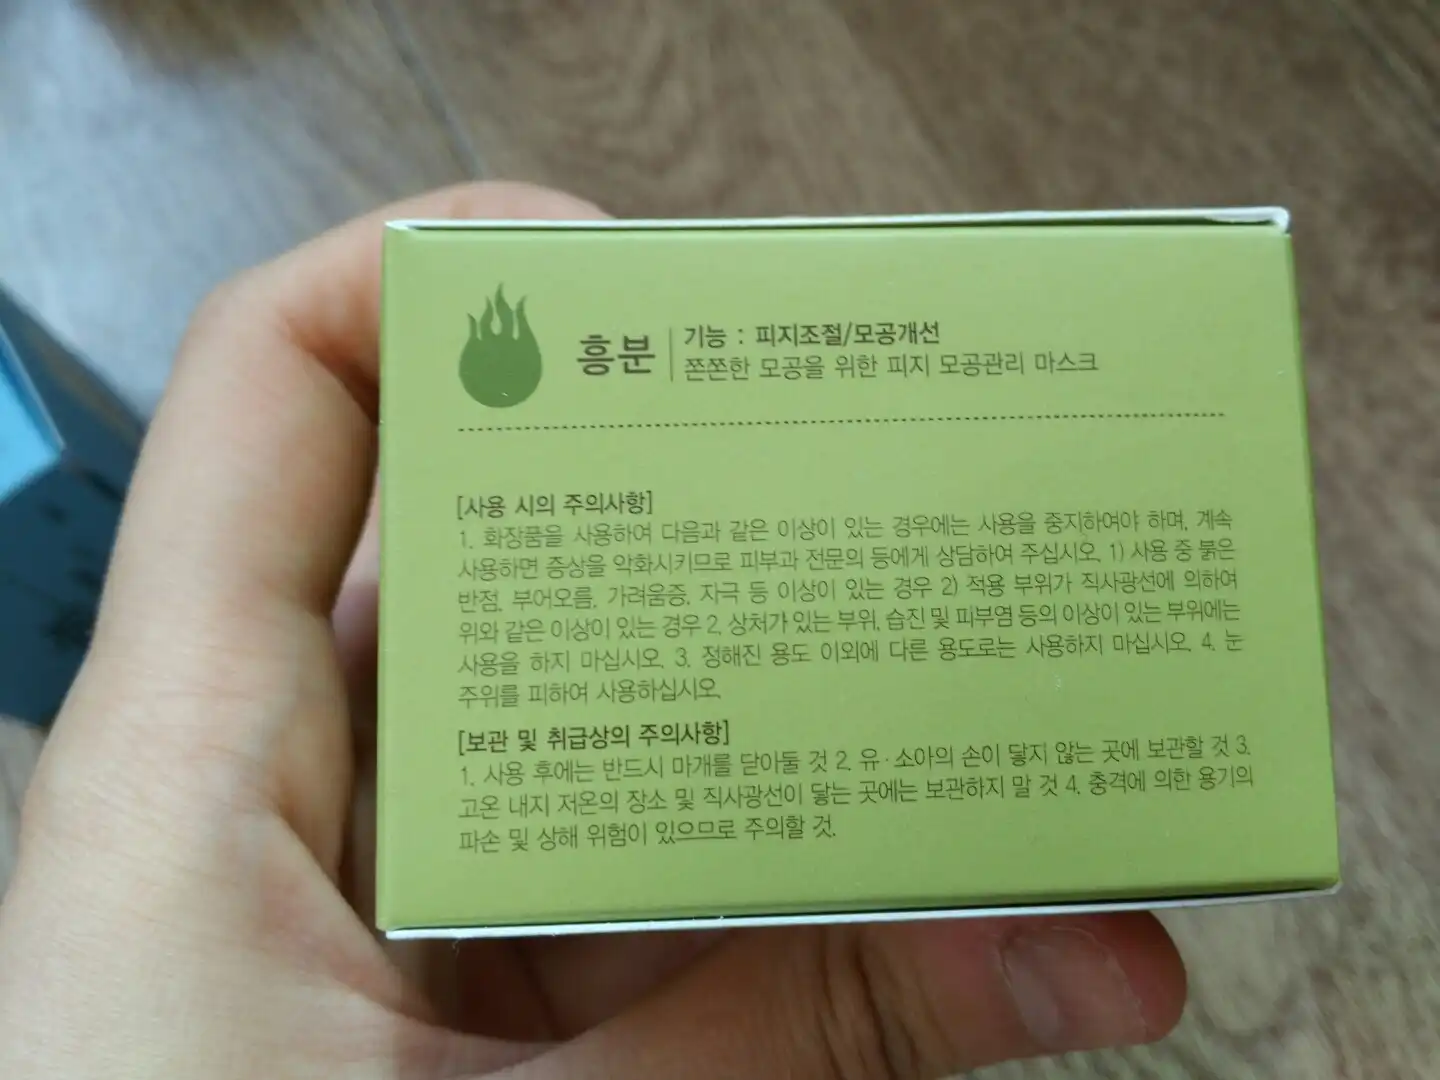 흥분
기능 : 피지조절/모공개선
쫀쫀한 모공을 위한 피지 모공관리 마스크
[사용 시의 주의사항]
1. 화장품을 사용하여 다음과 같은 이상이 있는 경우에는 사용을 중지하여야 하며, 계속
사용하면 증상을 악화시키므로 피부과 전문의 등에게 상담하여 주십시오. 1) 사용 중 붉은
반점, 부어오름, 가려움증, 자극 등 이상이 있는 경우 2) 적용 부위가 직사광선에 의하여
위와 같은 이상이 있는 경우 2. 상처가 있는 부위, 습진 및 피부염 등의 이상이 있는 부위에는
사용을 하지 마십시오. 3. 정해진 용도 이외에 다른 용도로는 사용하지 마십시오. 4. 눈
주위를 피하여 사용하십시오.
[보관 및 취급상의 주의사항]
1. 사용 후에는 반드시 마개를 닫아둘 것 2. 유·소아의 손이 닿지 않는 곳에 보관할 것 3.
고온 내지 저온의 장소 및 직사광선이 닿는 곳에는 보관하지 말 것 4. 충격에 의한 용기의
파손 및 상해 위험이 있으므로 주의할 것.